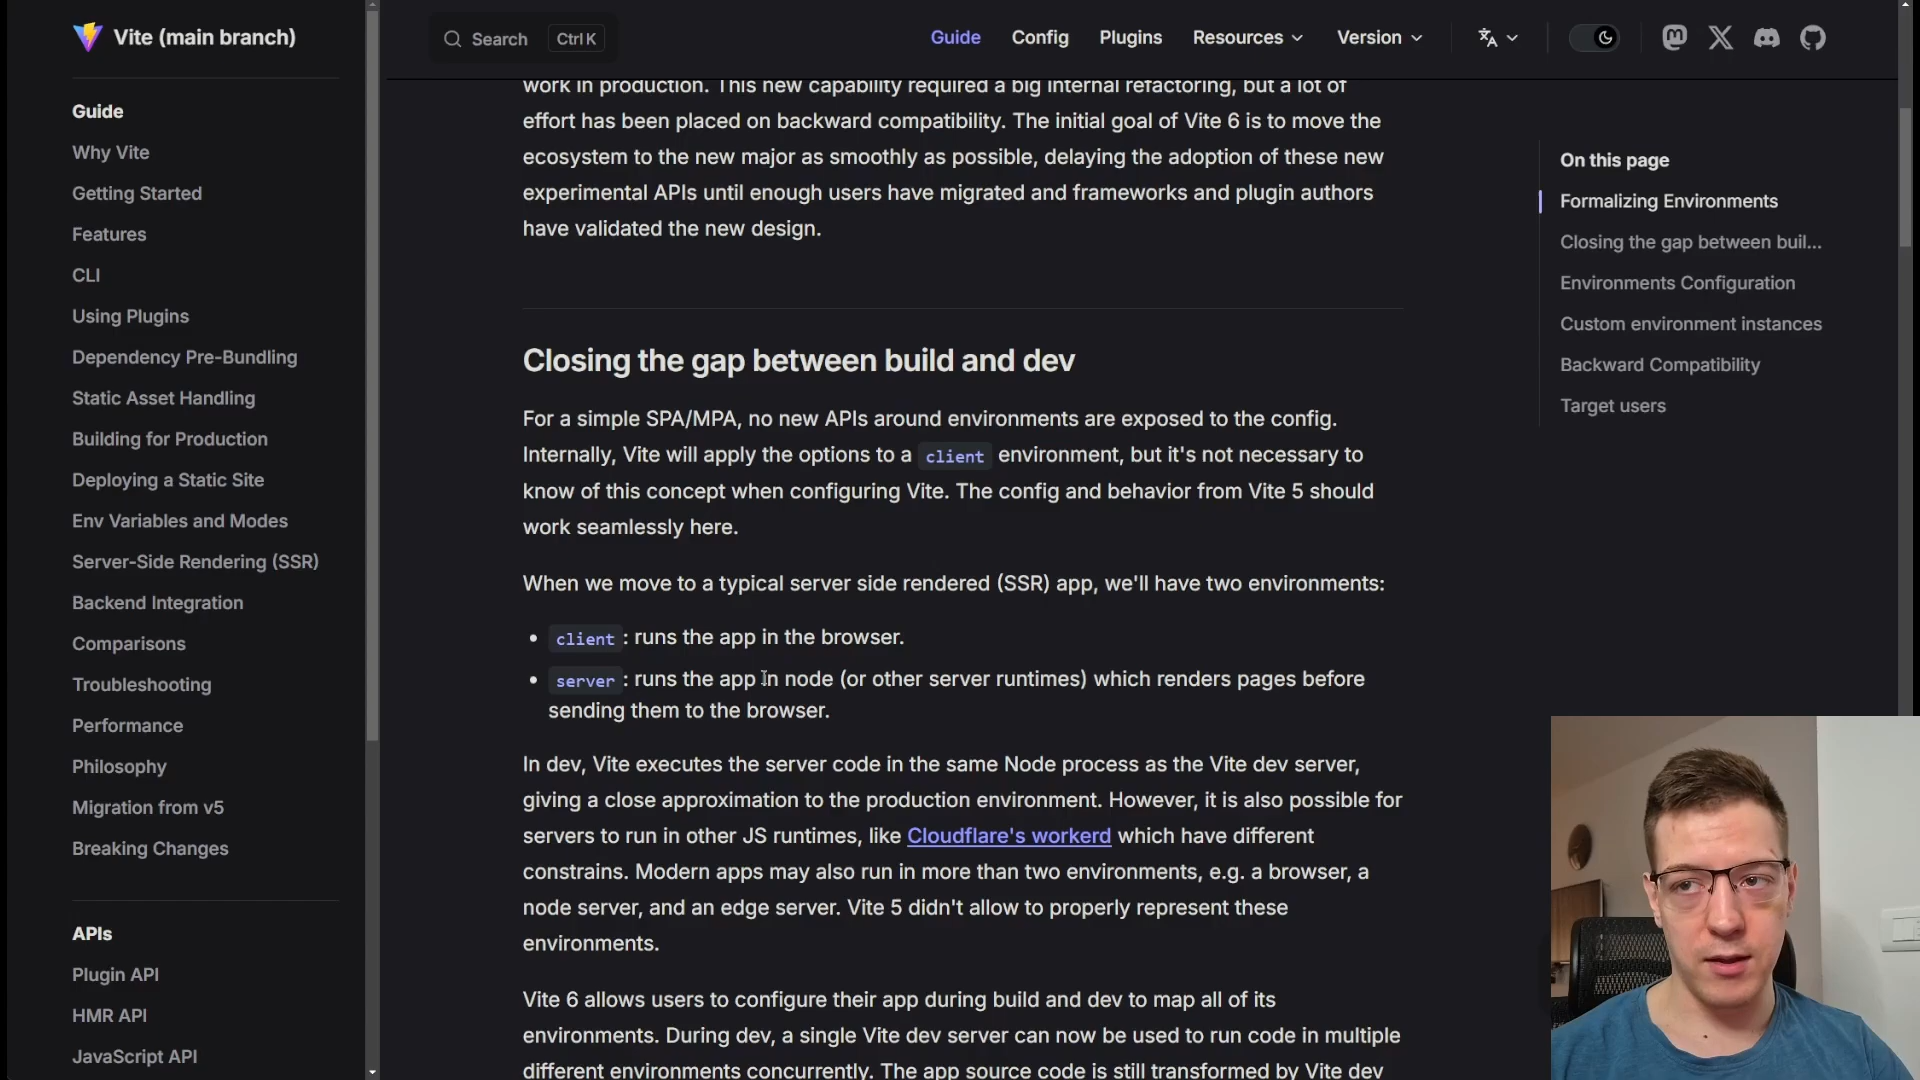 Vite (main branch)
Search
Ctrl K
Guide
Config
Plugins
Resources
Version
Guide
Why Vite
Getting Started
Features
CLI
Using Plugins
Dependency Pre-Bundling
Static Asset Handling
Building for Production
Deploying a Static Site
Env Variables and Modes
Server-Side Rendering (SSR)
Backend Integration
Comparisons
Troubleshooting
Performance
Philosophy
Migration from v5
Breaking Changes
APIs
Plugin API
HMR API
JavaScript API
work in production. This new capability required a big internal refactoring, but a lot of
effort has been placed on backward compatibility. The initial goal of Vite 6 is to move the
ecosystem to the new major as smoothly as possible, delaying the adoption of these new
experimental APIs until enough users have migrated and frameworks and plugin authors
have validated the new design.
Closing the gap between build and dev
For a simple SPA/MPA, no new APIs around environments are exposed to the config.
Internally, Vite will apply the options to a client environment, but it's not necessary to
know of this concept when configuring Vite. The config and behavior from Vite 5 should
work seamlessly here.
When we move to a typical server side rendered (SSR) app, we'll have two environments:
• client : runs the app in the browser.
• server : runs the app in node (or other server runtimes) which renders pages before
sending them to the browser.
In dev, Vite executes the server code in the same Node process as the Vite dev server,
giving a close approximation to the production environment. However, it is also possible for
servers to run in other JS runtimes, like Cloudflare's workerd which have different
constrains. Modern apps may also run in more than two environments, e.g. a browser, a
node server, and an edge server. Vite 5 didn't allow to properly represent these
environments.
Vite 6 allows users to configure their app during build and dev to map all of its
environments. During dev, a single Vite dev server can now be used to run code in multiple
different environments concurrently. The app source code is still transformed by Vite dev
On this page
Formalizing Environments
Closing the gap between buil...
Environments Configuration
Custom environment instances
Backward Compatibility
Target users